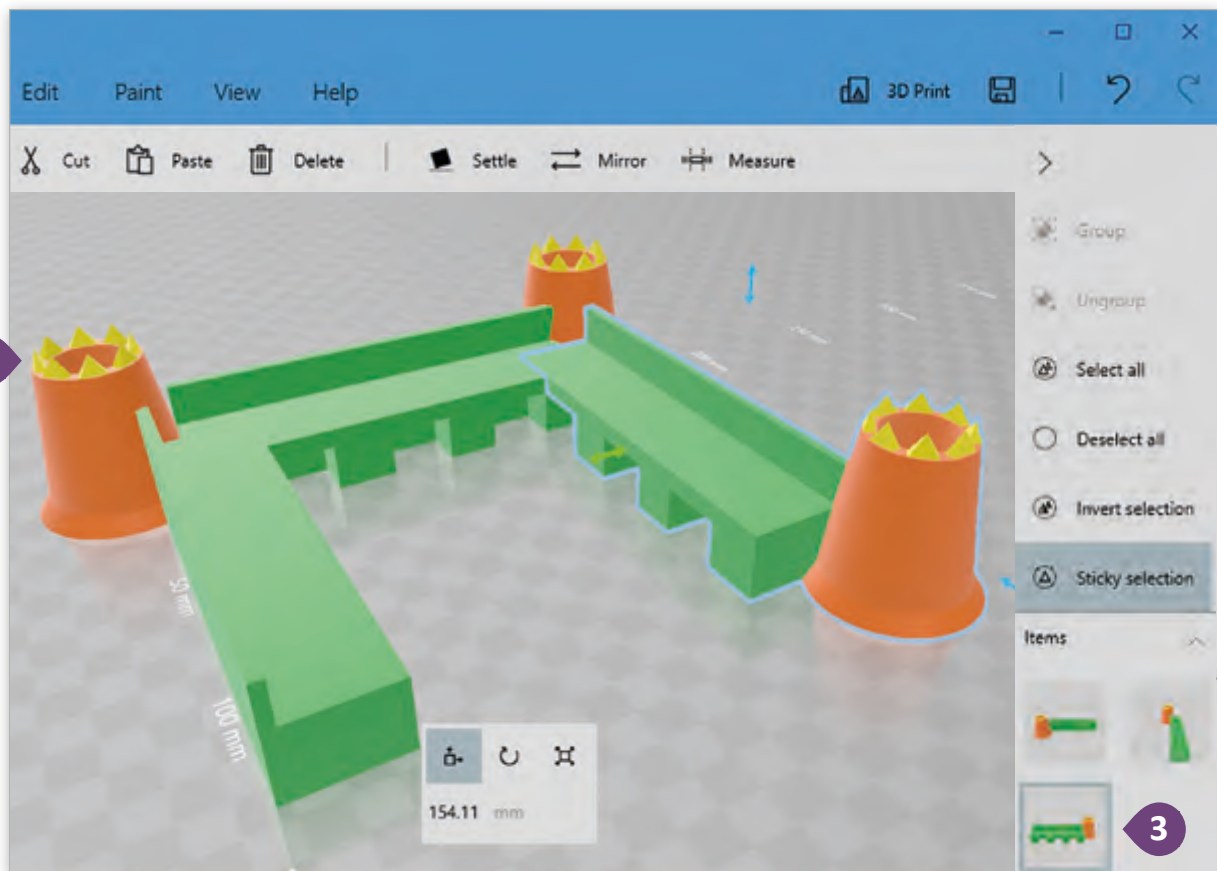 Edit Paint View Help 3D Print
Cut Paste Delete Settle Mirror Measure
Group
Ungroup
Select all
Deselect all
Invert selection
Sticky selection
Items
50 mm
100 mm
154.11 mm
3